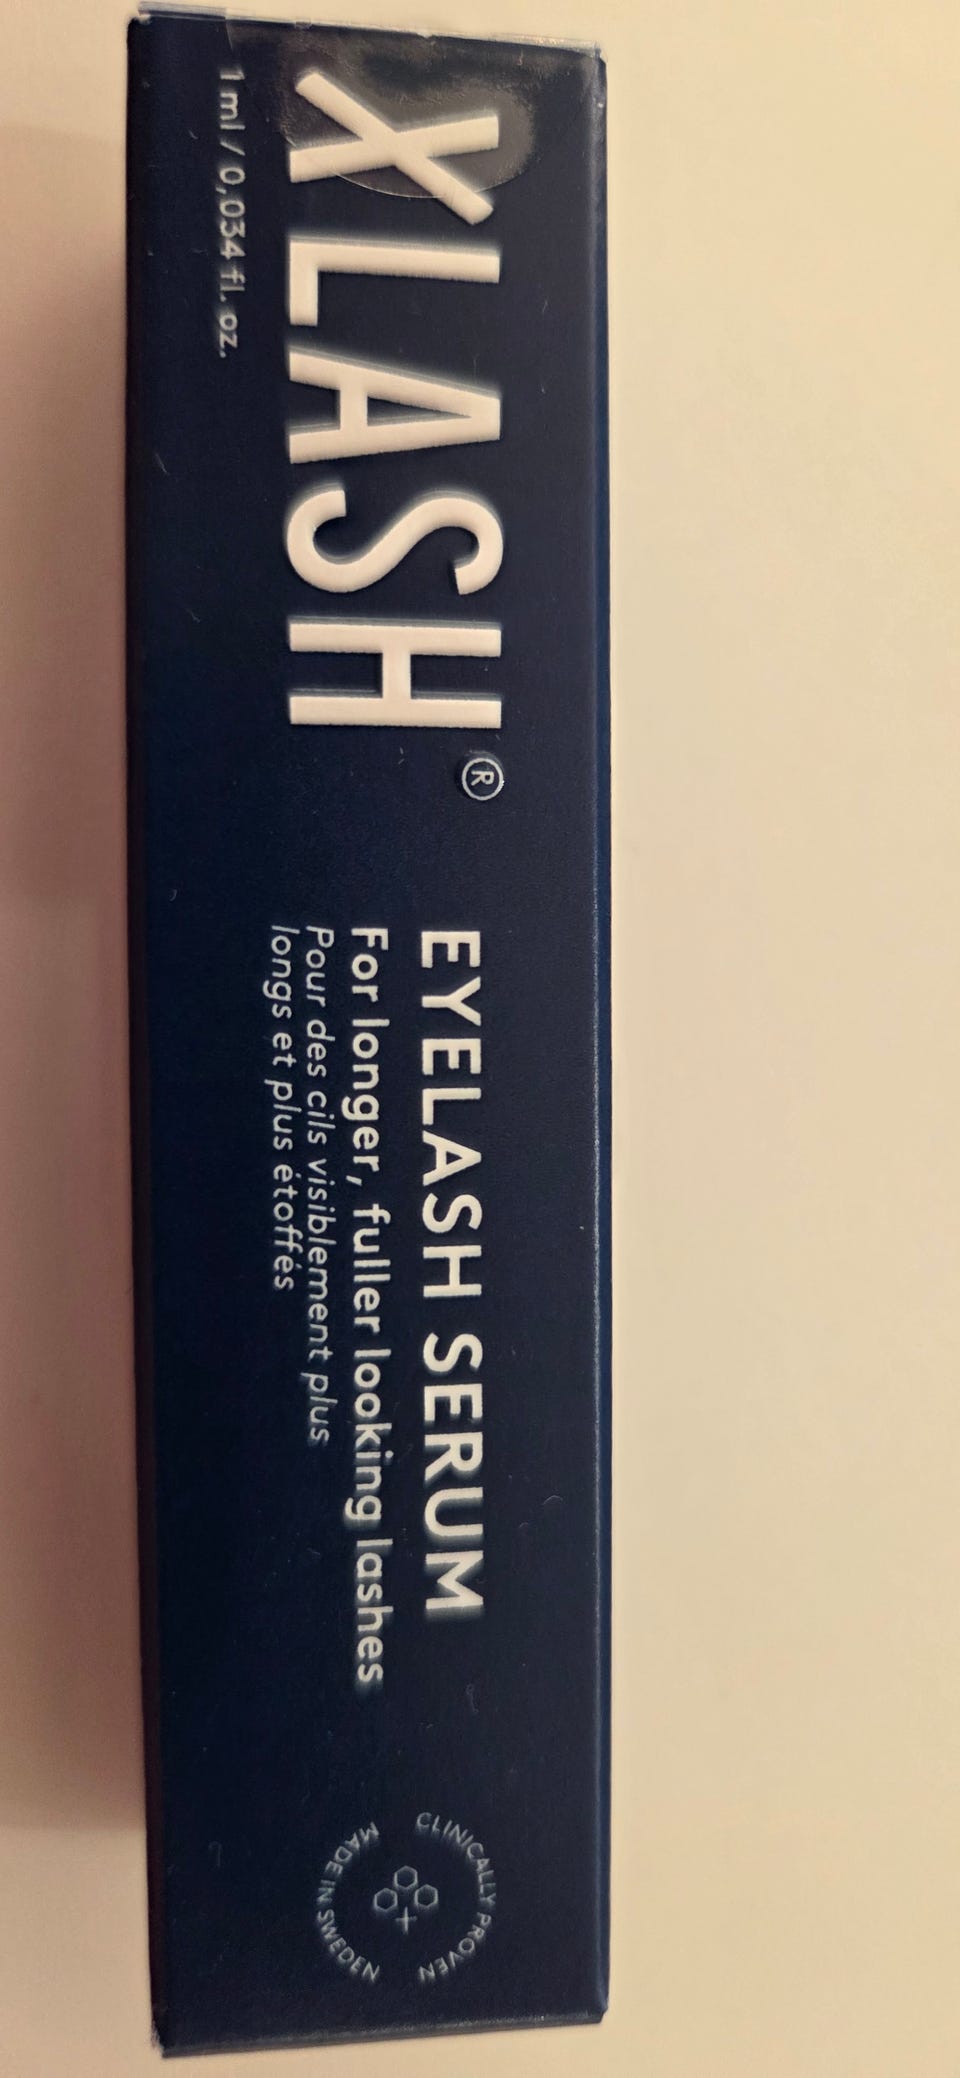 XLASH®
1 ml / 0,034 fl. oz.
EYELASH SERUM
For longer, fuller looking lashes
Pour des cils visiblement plus
longs et plus étoffés
CLINICALLY PROVEN
MADE IN SWEDEN